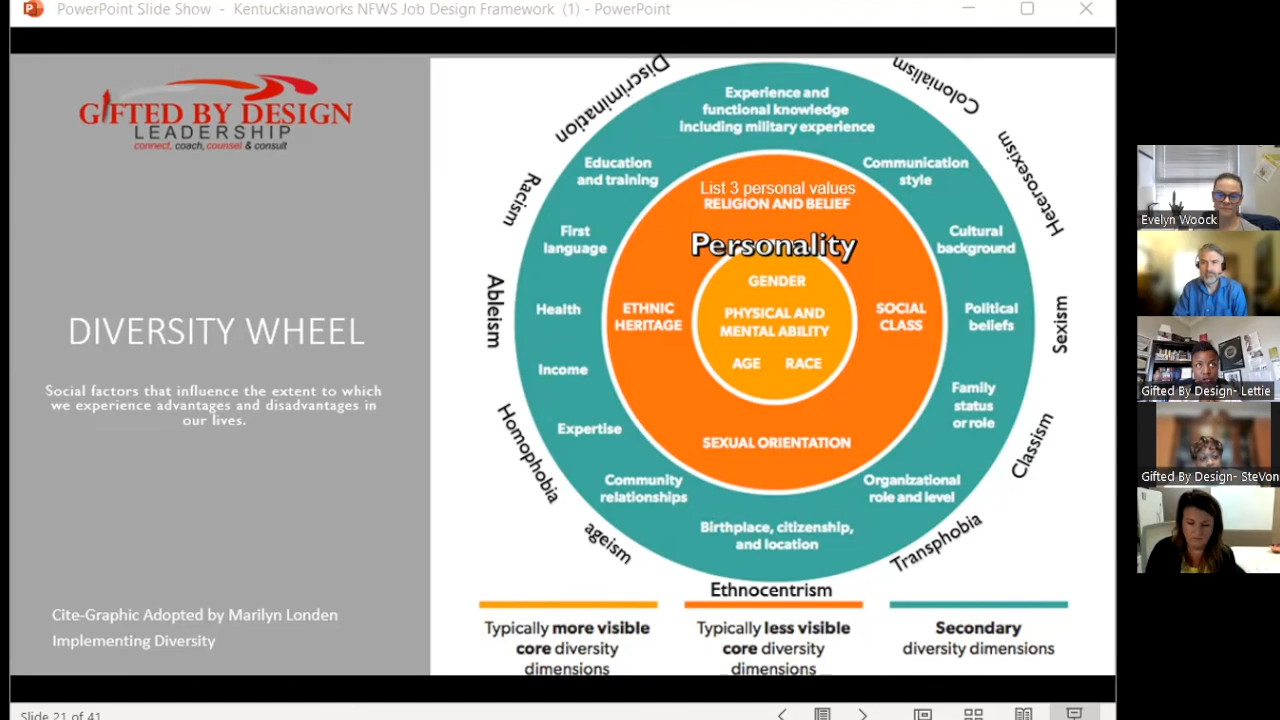 PowerPoint Slide Show - Kentuckianaworks NFWS Job Design Framework (1) - PowerPoint
GIFTED BY DESIGN
LEADERSHIP
connect, coach, counsel & consult
DIVERSITY WHEEL
Social factors that influence the extent to which
we experience advantages and disadvantages in
our lives.
Cite-Graphic Adopted by Marilyn Londen
Implementing Diversity
Discrimination
Colonialism
Racism
Heterosexism
Ableism
Sexism
Homophobia
Classism
ageism
Transphobia
Ethnocentrism
Experience and
functional knowledge
including military experience
Education
and training
Communication
style
First
language
Cultural
background
Health
Political
beliefs
Income
Family
status
or role
Expertise
Community
relationships
Organizational
role and level
Birthplace, citizenship,
and location
List 3 personal values
RELIGION AND BELIEF
Personality
ETHNIC
HERITAGE
SOCIAL
CLASS
SEXUAL ORIENTATION
GENDER
PHYSICAL AND
MENTAL ABILITY
AGE RACE
Typically more visible
core diversity
dimensions
Typically less visible
core diversity
dimensions
Secondary
diversity dimensions
Slide 21 of 41
Evelyn Woock
Gifted By Design- Lettie
Gifted By Design- SteVon